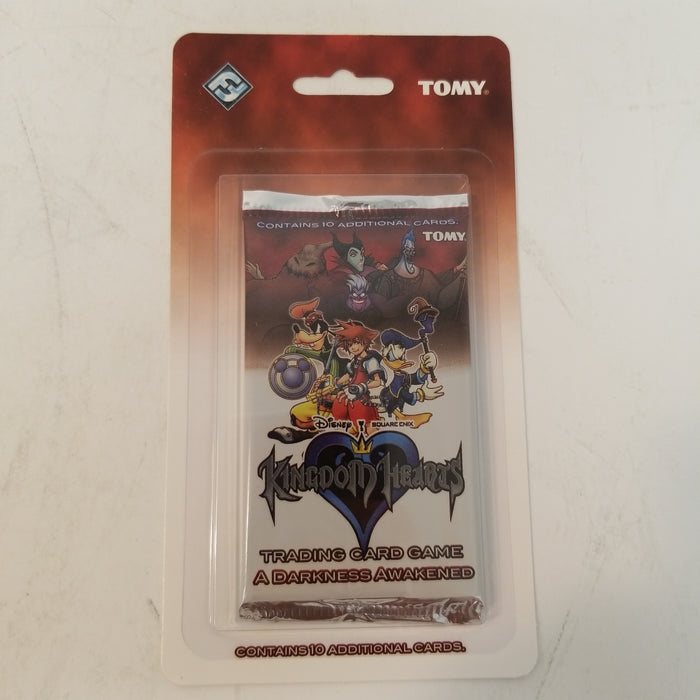 TOMY®
CONTAINS 10 ADDITIONAL CARDS.
TOMY
DISNEY SQUARE ENIX
KINGDOM HEARTS
TRADING CARD GAME
A DARKNESS AWAKENED
CONTAINS 10 ADDITIONAL CARDS.